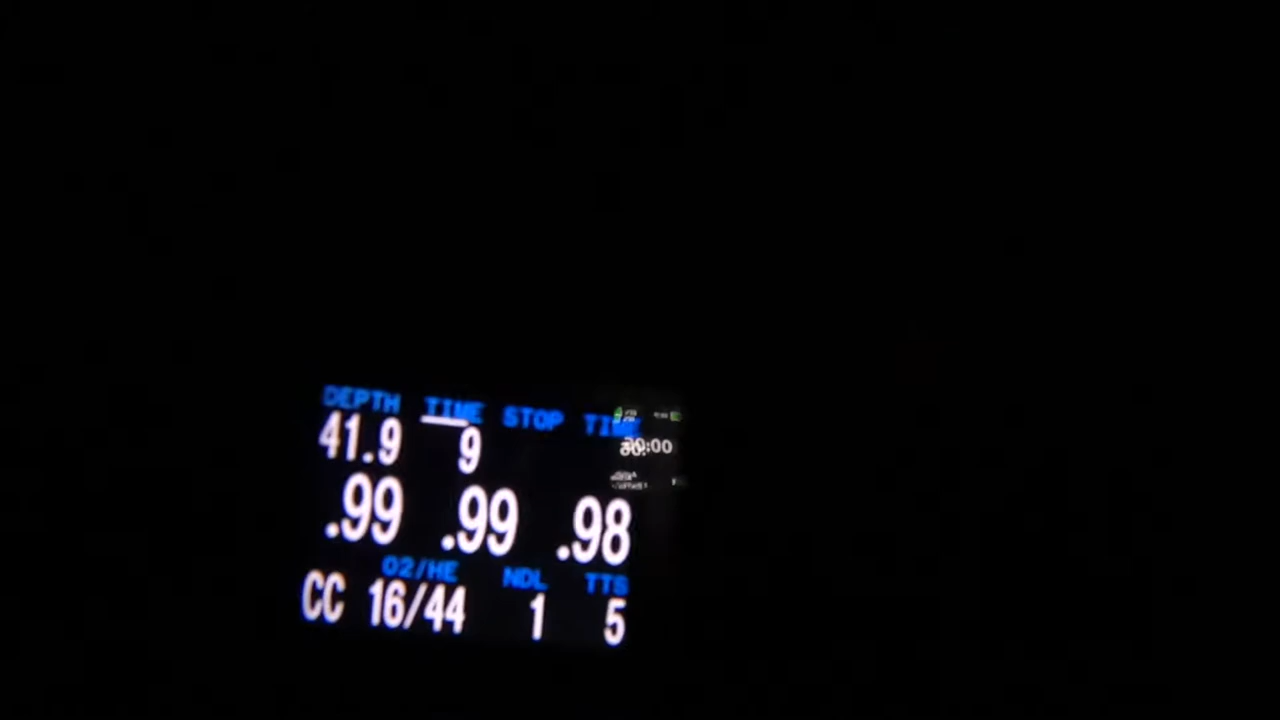 DEPTH TIME STOP TIME
41.9 9
.99 .99 .98
O2/HE NDL TTS
CC 16/44 1 5